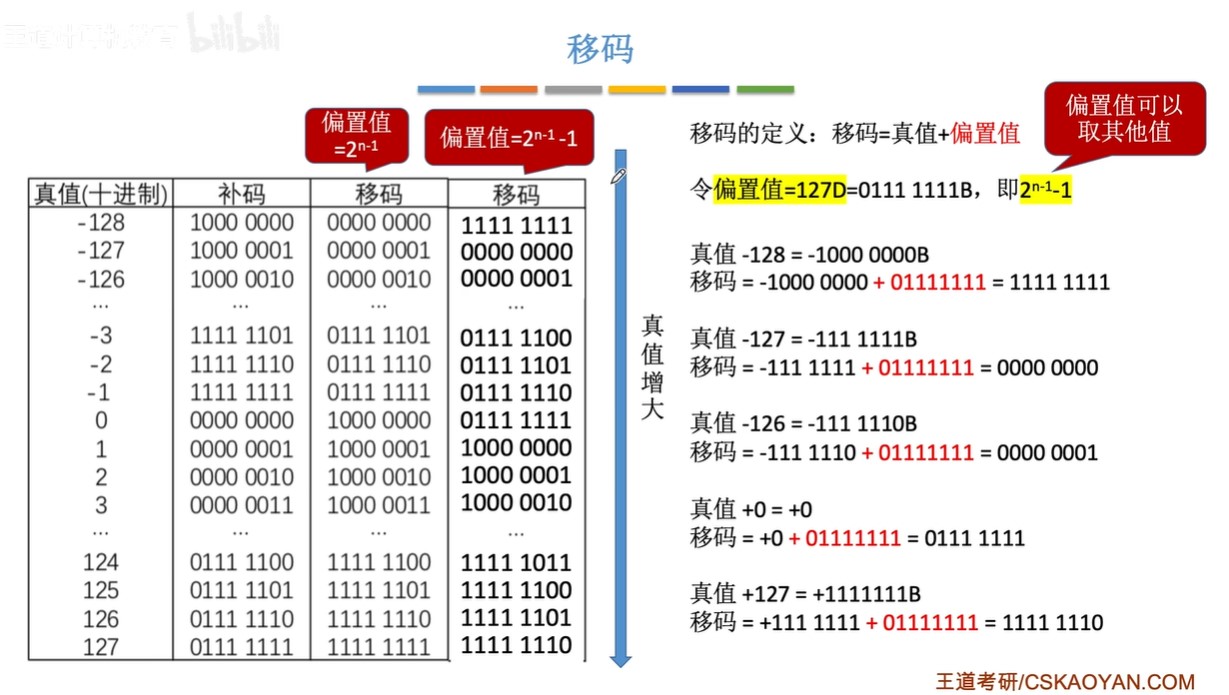 bilibili
移码
偏置值
=2ⁿ⁻¹
偏置值=2ⁿ⁻¹ -1
真值(十进制) 补码 移码 移码
-128 1000 0000 0000 0000 1111 1111
-127 1000 0001 0000 0001 0000 0000
-126 1000 0010 0000 0010 0000 0001
... ... ... ...
-3 1111 1101 0111 1101 0111 1100
-2 1111 1110 0111 1110 0111 1101
-1 1111 1111 0111 1111 0111 1110
0 0000 0000 1000 0000 0111 1111
1 0000 0001 1000 0001 1000 0000
2 0000 0010 1000 0010 1000 0001
3 0000 0011 1000 0011 1000 0010
... ... ... ...
124 0111 1100 1111 1100 1111 1011
125 0111 1101 1111 1101 1111 1100
126 0111 1110 1111 1110 1111 1101
127 0111 1111 1111 1111 1111 1110
真值增大
偏置值可以
取其他值
移码的定义：移码=真值+偏置值
令偏置值=127D=0111 1111B，即2ⁿ⁻¹-1
真值 -128 = -1000 0000B
移码 = -1000 0000 + 01111111 = 1111 1111
真值 -127 = -111 1111B
移码 = -111 1111 + 01111111 = 0000 0000
真值 -126 = -111 1110B
移码 = -111 1110 + 01111111 = 0000 0001
真值 +0 = +0
移码 = +0 + 01111111 = 0111 1111
真值 +127 = +1111111B
移码 = +111 1111 + 01111111 = 1111 1110
王道考研/CSKAOYAN.COM